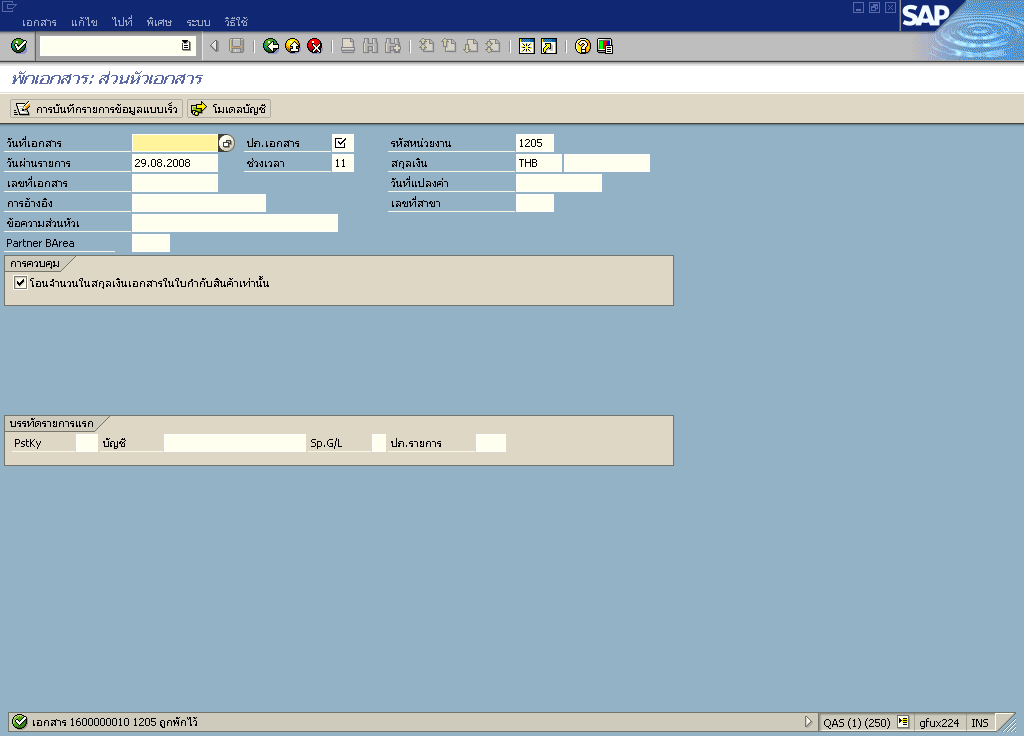 เอกสาร แก้ไข ไปที่ พิเศษ ระบบ วิธีใช้
SAP
พักเอกสาร: ส่วนหัวเอกสาร
การบันทึกรายการข้อมูลแบบเร็ว โมเดลบัญชี
วันที่เอกสาร ปภ.เอกสาร รหัสหน่วยงาน 1205
วันผ่านรายการ 29.08.2008 ช่วงเวลา 11 สกุลเงิน THB
เลขที่เอกสาร วันที่แปลงค่า
การอ้างอิง เลขที่สาขา
ข้อความส่วนหัวเ
Partner BArea
การควบคุม
โอนจำนวนในสกุลเงินเอกสารในใบกำกับสินค้าเท่านั้น
บรรทัดรายการแรก
PstKy บัญชี Sp.G/L ปภ.รายการ
เอกสาร 1600000010 1205 ถูกพักไว้ QAS (1) (250) gfux224 INS